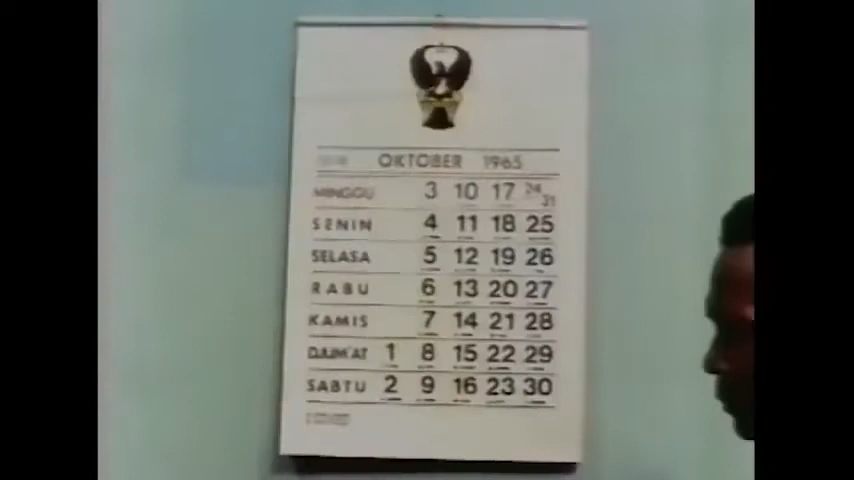 OKTOBER 1965
MINGGU 3 10 17 24 31
SENIN 4 11 18 25
SELASA 5 12 19 26
RABU 6 13 20 27
KAMIS 7 14 21 28
DJUM'AT 1 8 15 22 29
SABTU 2 9 16 23 30